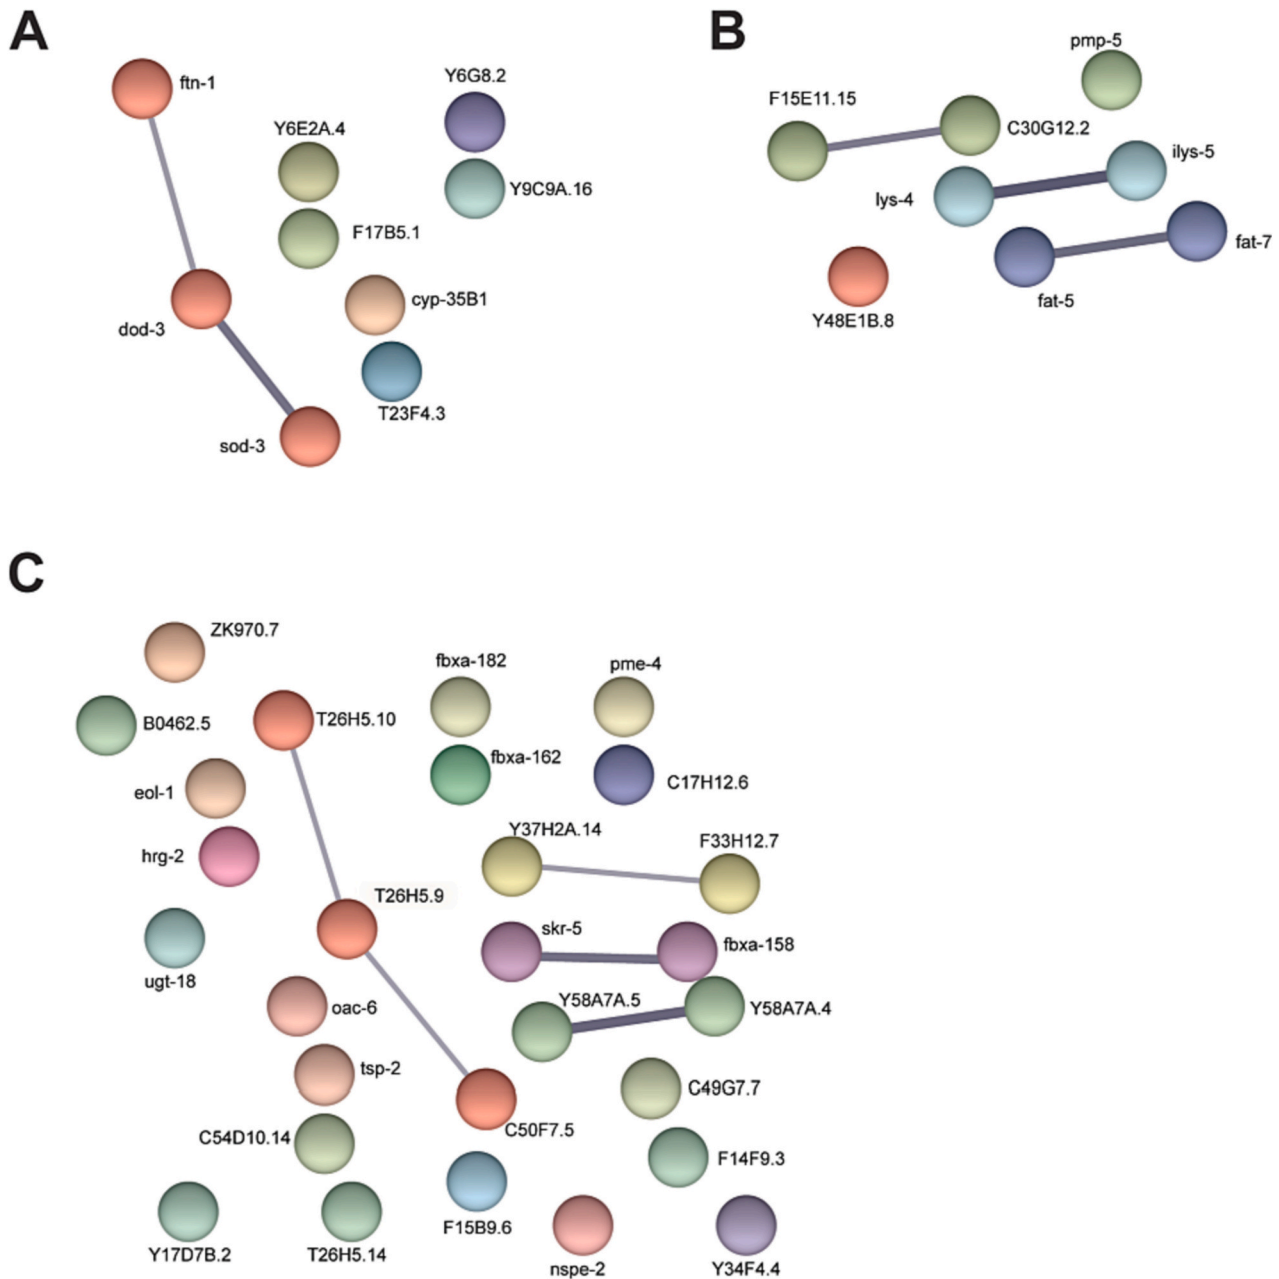 A
ftn-1
Y6G8.2
Y6E2A.4
Y9C9A.16
F17B5.1
cyp-35B1
dod-3
T23F4.3
sod-3
B
pmp-5
F15E11.15
C30G12.2
ilys-5
lys-4
fat-7
fat-5
Y48E1B.8
C
ZK970.7
fbxa-182
pme-4
T26H5.10
B0462.5
fbxa-162
C17H12.6
eol-1
Y37H2A.14
F33H12.7
hrg-2
T26H5.9
skr-5
fbxa-158
ugt-18
Y58A7A.5
oac-6
Y58A7A.4
tsp-2
C49G7.7
C50F7.5
C54D10.14
F14F9.3
F15B9.6
Y17D7B.2
T26H5.14
nspe-2
Y34F4.4